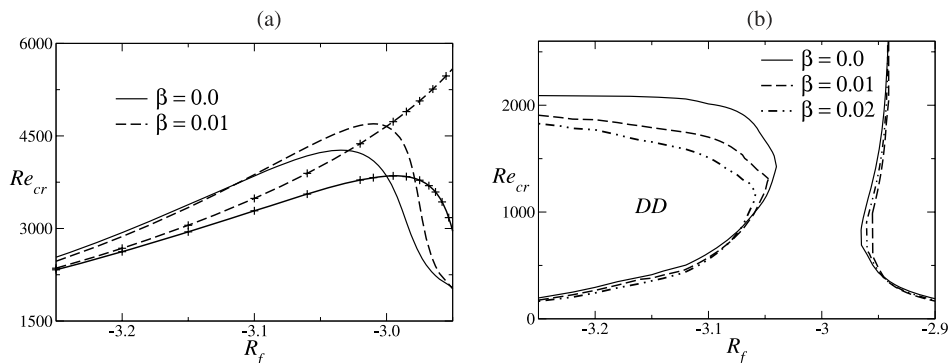 (a)
6000
4500
3000
1500
Re_cr
β = 0.0
β = 0.01
-3.2
-3.1
-3.0
R_f
(b)
2000
1000
0
Re_cr
β = 0.0
β = 0.01
β = 0.02
DD
-3.2
-3.1
-3
-2.9
R_f